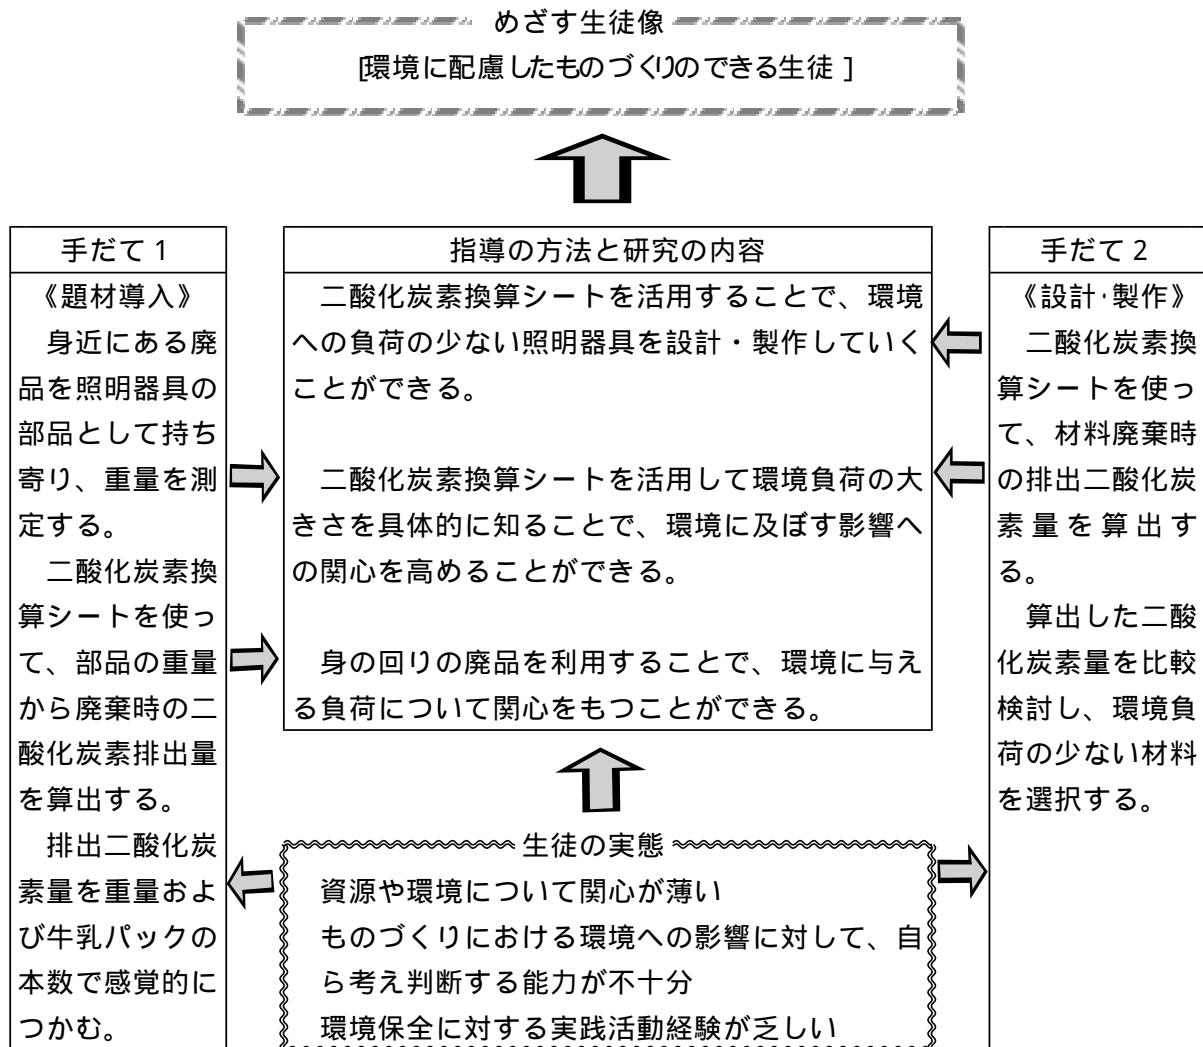 めざす生徒像
[環境に配慮したものづくりのできる生徒]
手だて1
《題材導入》
身近にある廃
品を照明器具の
部品として持ち
寄り、重量を測
定する。
二酸化炭素換
算シートを使っ
て、部品の重量
から廃棄時の二
酸化炭素排出量
を算出する。
排出二酸化炭
素量を重量およ
び牛乳パックの
本数で感覚的に
つかむ。
指導の方法と研究の内容
二酸化炭素換算シートを活用することで、環境
への負荷の少ない照明器具を設計・製作していく
ことができる。
二酸化炭素換算シートを活用して環境負荷の大
きさを具体的に知ることで、環境に及ぼす影響へ
の関心を高めることができる。
身の回りの廃品を利用することで、環境に与え
る負荷について関心をもつことができる。
手だて2
《設計・製作》
二酸化炭素換
算シートを使っ
て、材料廃棄時
の排出二酸化炭
素量を算出す
る。
算出した二酸
化炭素量を比較
検討し、環境負
荷の少ない材料
を選択する。
生徒の実態
資源や環境について関心が薄い
ものづくりにおける環境への影響に対して、自
ら考え判断する能力が不十分
環境保全に対する実践活動経験が乏しい